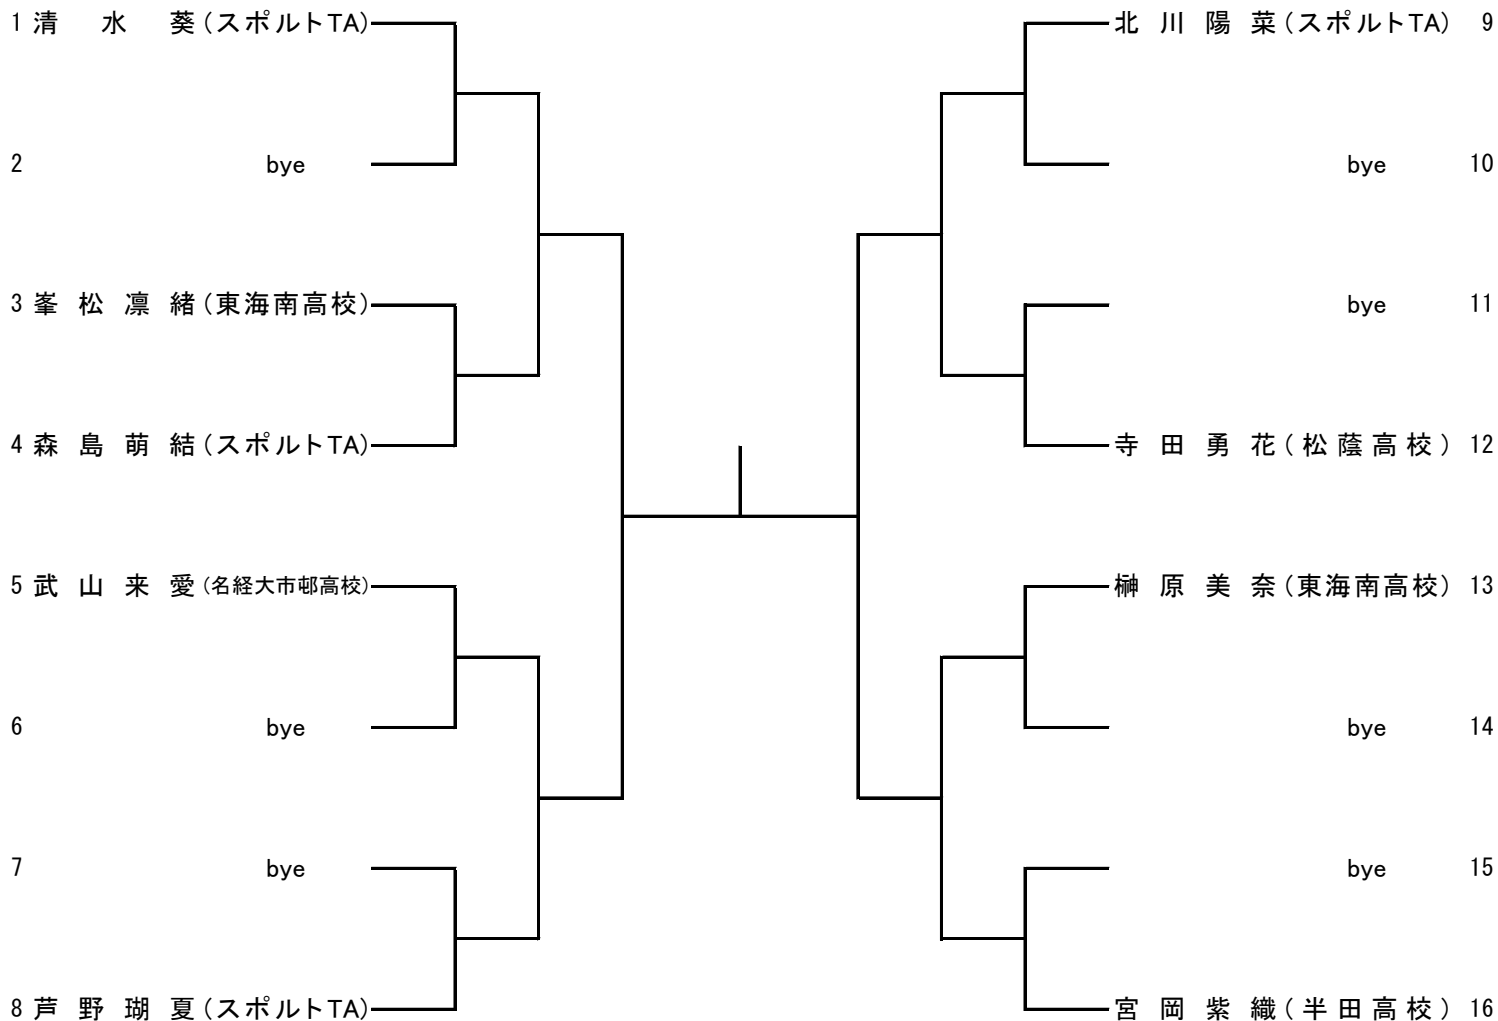 1 清水葵(スポルトTA)
2 bye
3 峯松凛緒(東海南高校)
4 森島萌結(スポルトTA)
5 武山来愛(名経大市邨高校)
6 bye
7 bye
8 芦野瑚夏(スポルトTA)
北川陽菜(スポルトTA) 9
bye 10
bye 11
寺田勇花(松蔭高校) 12
榊原美奈(東海南高校) 13
bye 14
bye 15
宮岡紫織(半田高校) 16